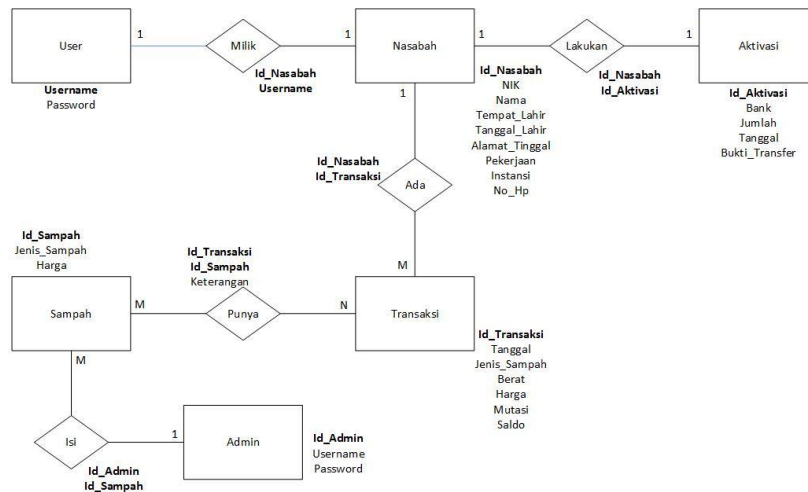 User
1
Milik
1
Nasabah
1
Lakukan
1
Aktivasi
Username
Password
Id_Nasabah
Username
Id_Nasabah
NIK
Nama
Tempat_Lahir
Tanggal_Lahir
Alamat_Tinggal
Pekerjaan
Instansi
No_Hp
Id_Nasabah
Id_Aktivasi
Id_Aktivasi
Bank
Jumlah
Tanggal
Bukti_Transfer
1
Id_Nasabah
Id_Transaksi
Ada
M
Id_Sampah
Jenis_Sampah
Harga
Id_Transaksi
Id_Sampah
Keterangan
Sampah
M
Punya
N
Transaksi
Id_Transaksi
Tanggal
Jenis_Sampah
Berat
Harga
Mutasi
Saldo
M
Isi
1
Admin
Id_Admin
Username
Password
Id_Admin
Id_Sampah